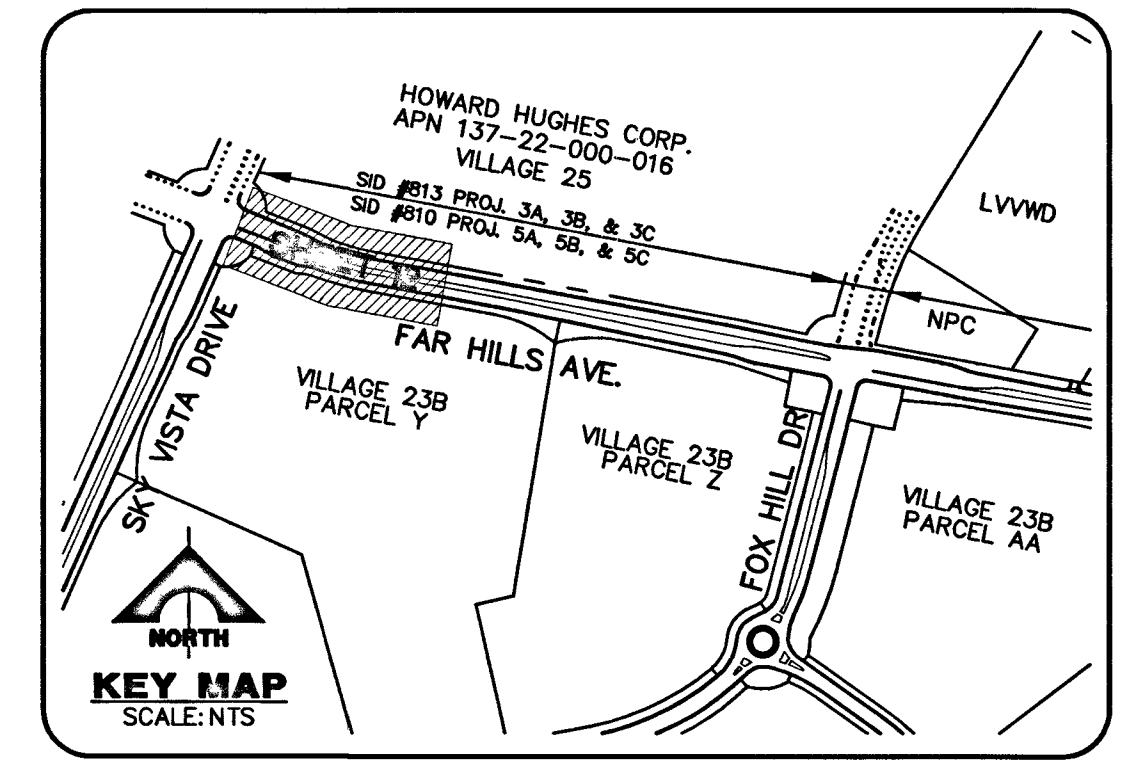 HOWARD HUGHES CORP.
APN 137-22-000-016
VILLAGE 25
SID #813 PROJ. 3A, 3B, & 3C
SID #810 PROJ. 5A, 5B, & 5C
LVVWD
NPC
FAR HILLS AVE.
SKY VISTA DRIVE
VILLAGE 23B
PARCEL Y
VILLAGE 23B
PARCEL Z
FOX HILL DR
VILLAGE 23B
PARCEL AA
NORTH
KEY MAP
SCALE: NTS